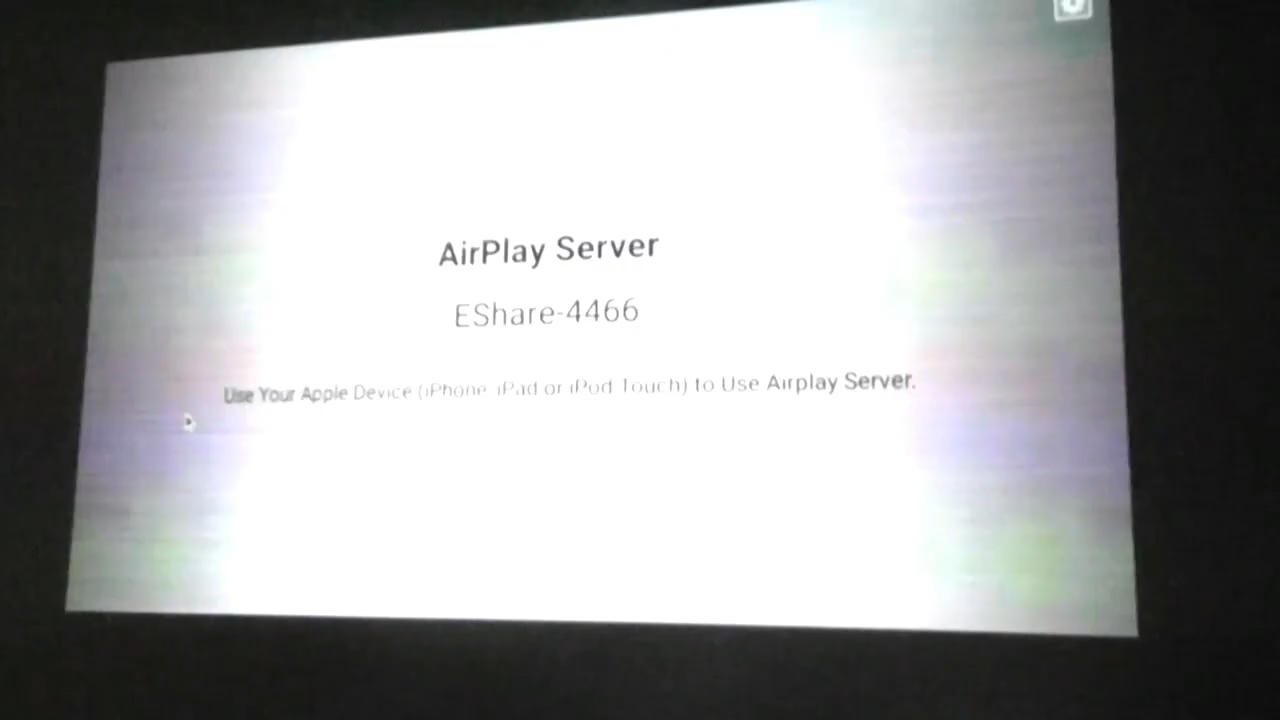 AirPlay Server
EShare-4466
Use Your Apple Device (iPhone iPad or iPod Touch) to Use Airplay Server.